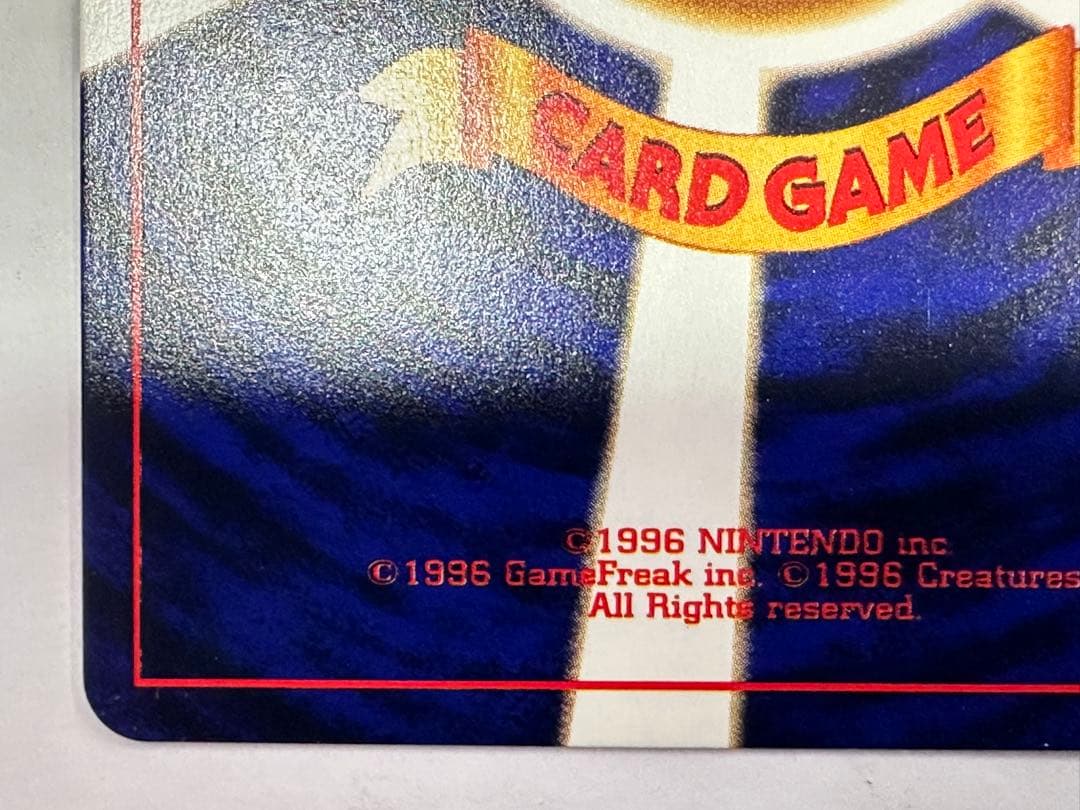 CARD GAME
©1996 NINTENDO inc.
©1996 GameFreak inc. ©1996 Creatures
All Rights reserved.